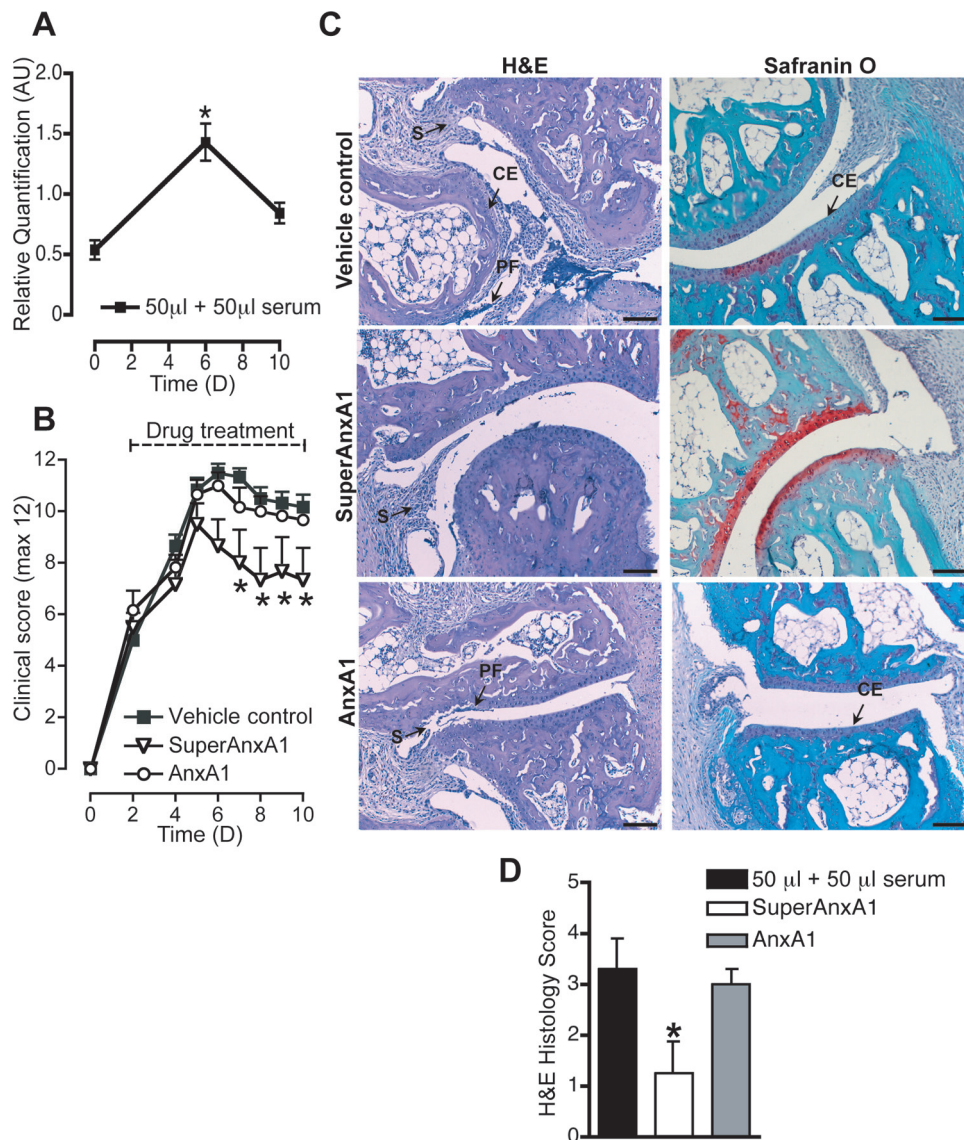 A
Relative Quantification (AU)
2.0
1.5
1.0
0.5
0
*
50μl + 50μl serum
0 2 4 6 8 10
Time (D)
B
Drug treatment
Clinical score (max 12)
12
10
8
6
4
2
0
* * * *
Vehicle control
SuperAnxA1
AnxA1
0 2 4 6 8 10
Time (D)
C
H&E
Safranin O
Vehicle control
S
CE
PF
CE
SuperAnxA1
S
AnxA1
PF
S
CE
D
H&E Histology Score
5
4
3
2
1
0
*
50 μl + 50 μl serum
SuperAnxA1
AnxA1